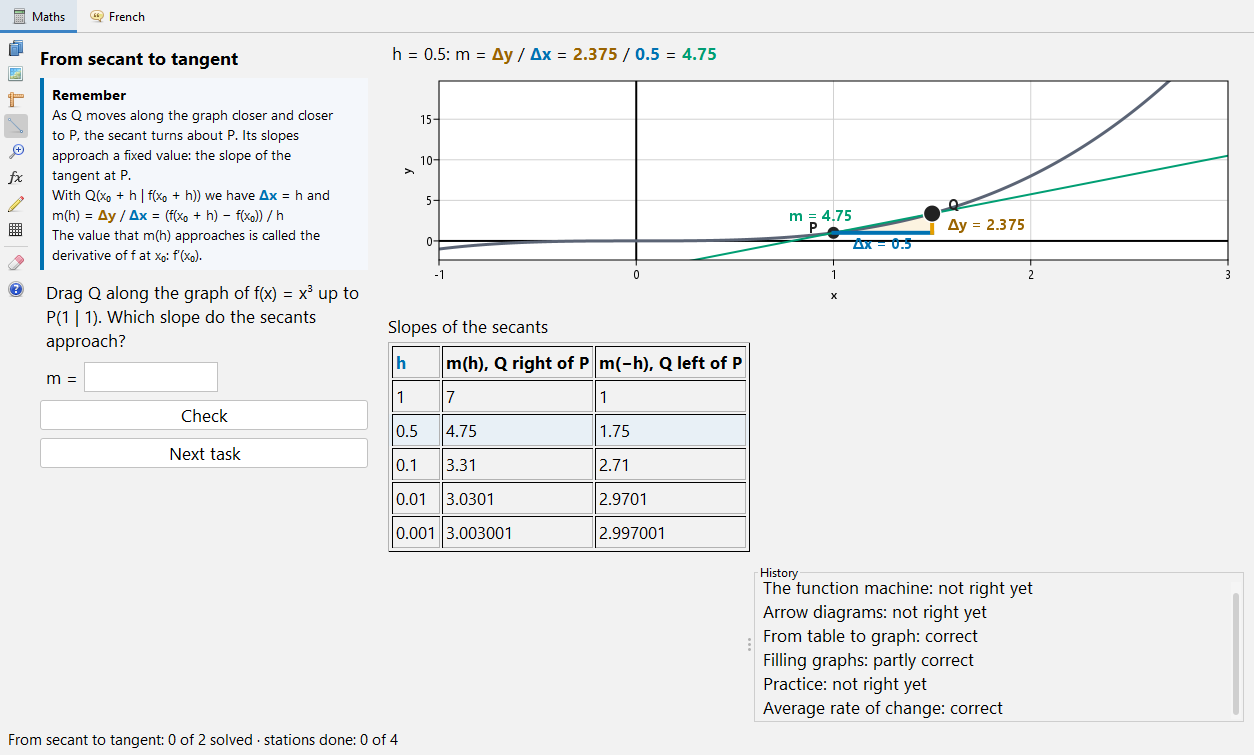 Maths
French
From secant to tangent
Remember
As Q moves along the graph closer and closer
to P, the secant turns about P. Its slopes
approach a fixed value: the slope of the
tangent at P.
With Q(x₀ + h | f(x₀ + h)) we have Δx = h and
m(h) = Δy / Δx = (f(x₀ + h) − f(x₀)) / h
The value that m(h) approaches is called the
derivative of f at x₀: f′(x₀).
Drag Q along the graph of f(x) = x³ up to
P(1 | 1). Which slope do the secants
approach?
m =
Check
Next task
h = 0.5: m = Δy / Δx = 2.375 / 0.5 = 4.75
15
10
5
0
y
-1 0 1 2 3
x
m = 4.75
P
Q
Δy = 2.375
Δx = 0.5
Slopes of the secants
h m(h), Q right of P m(−h), Q left of P
1 7 1
0.5 4.75 1.75
0.1 3.31 2.71
0.01 3.0301 2.9701
0.001 3.003001 2.997001
History
The function machine: not right yet
Arrow diagrams: not right yet
From table to graph: correct
Filling graphs: partly correct
Practice: not right yet
Average rate of change: correct
From secant to tangent: 0 of 2 solved · stations done: 0 of 4